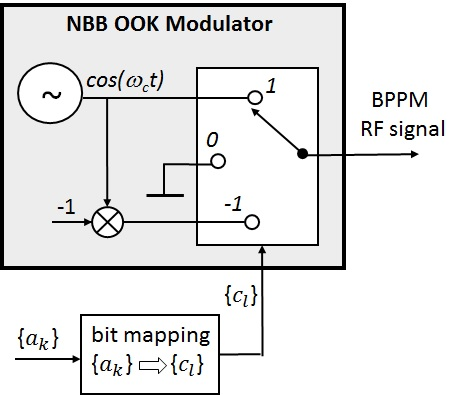 NBB OOK Modulator
cos(ω_c t)
1
~
0
BPPM
RF signal
-1
-1
{c_l}
{a_k}
bit mapping
{a_k} ⇨ {c_l}